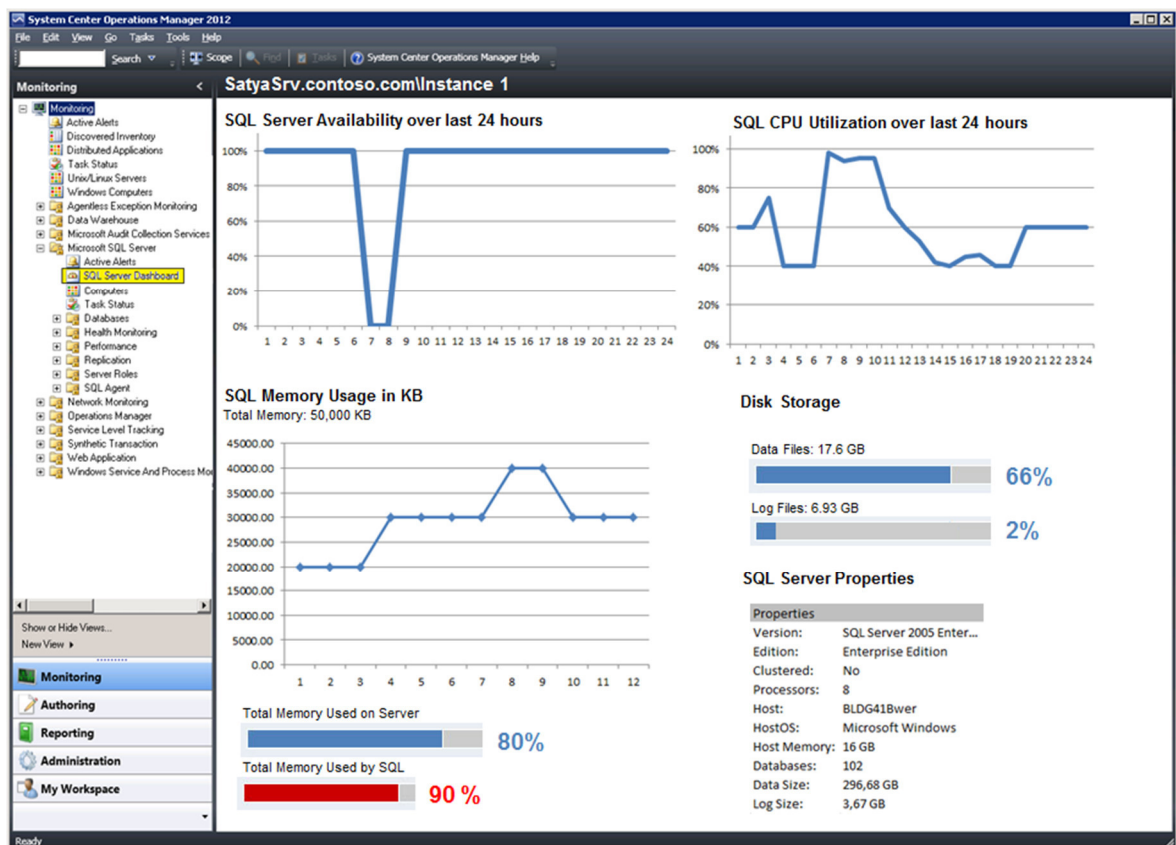 System Center Operations Manager 2012
File Edit View Go Tasks Tools Help
Search Scope Find Tasks System Center Operations Manager Help
Monitoring
Monitoring
Active Alerts
Discovered Inventory
Distributed Applications
Task Status
Unix/Linux Servers
Windows Computers
Agentless Exception Monitoring
Data Warehouse
Microsoft Audit Collection Services
Microsoft SQL Server
Active Alerts
SQL Server Dashboard
Computers
Task Status
Databases
Health Monitoring
Performance
Replication
Server Roles
SQL Agent
Network Monitoring
Operations Manager
Service Level Tracking
Synthetic Transaction
Web Application
Windows Service And Process Mo
Show or Hide Views...
New View
Monitoring
Authoring
Reporting
Administration
My Workspace
Ready
SatyaSrv.contoso.com\Instance 1
SQL Server Availability over last 24 hours
100%
80%
60%
40%
20%
0%
1 2 3 4 5 6 7 8 9 10 11 12 13 14 15 16 17 18 19 20 21 22 23 24
SQL CPU Utilization over last 24 hours
100%
80%
60%
40%
20%
0%
1 2 3 4 5 6 7 8 9 10 11 12 13 14 15 16 17 18 19 20 21 22 23 24
SQL Memory Usage in KB
Total Memory: 50,000 KB
45000.00
40000.00
35000.00
30000.00
25000.00
20000.00
15000.00
10000.00
5000.00
0.00
1 2 3 4 5 6 7 8 9 10 11 12
Total Memory Used on Server
80%
Total Memory Used by SQL
90 %
Disk Storage
Data Files: 17.6 GB
66%
Log Files: 6.93 GB
2%
SQL Server Properties
Properties
Version: SQL Server 2005 Enter...
Edition: Enterprise Edition
Clustered: No
Processors: 8
Host: BLDG41Bwer
HostOS: Microsoft Windows
Host Memory: 16 GB
Databases: 102
Data Size: 296,68 GB
Log Size: 3,67 GB